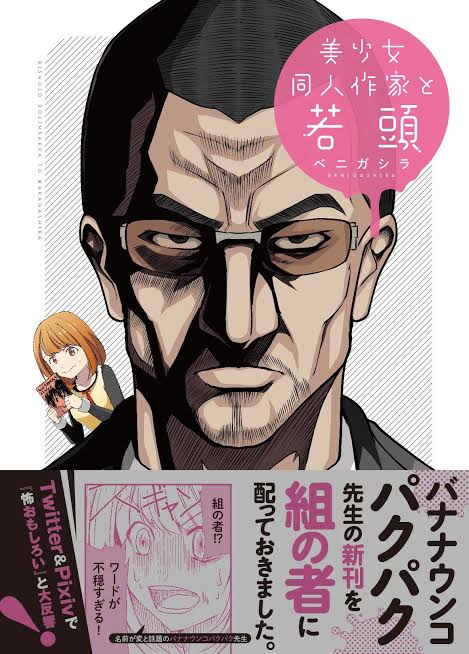 美少女
同人作家と
若頭
ベニガシラ
BENIGASHIRA
BISHOJO DOJINSAKKA TO WAKAGASHIRA
バナナウンコ
パクパク
先生の新刊を
組の者に
配っておきました。
組の者!?
ワードが
不穏すぎる!
名前が変と話題のバナナウンコパクパク先生
Twitter&Pixivで
『怖おもしろい』と大反響
!